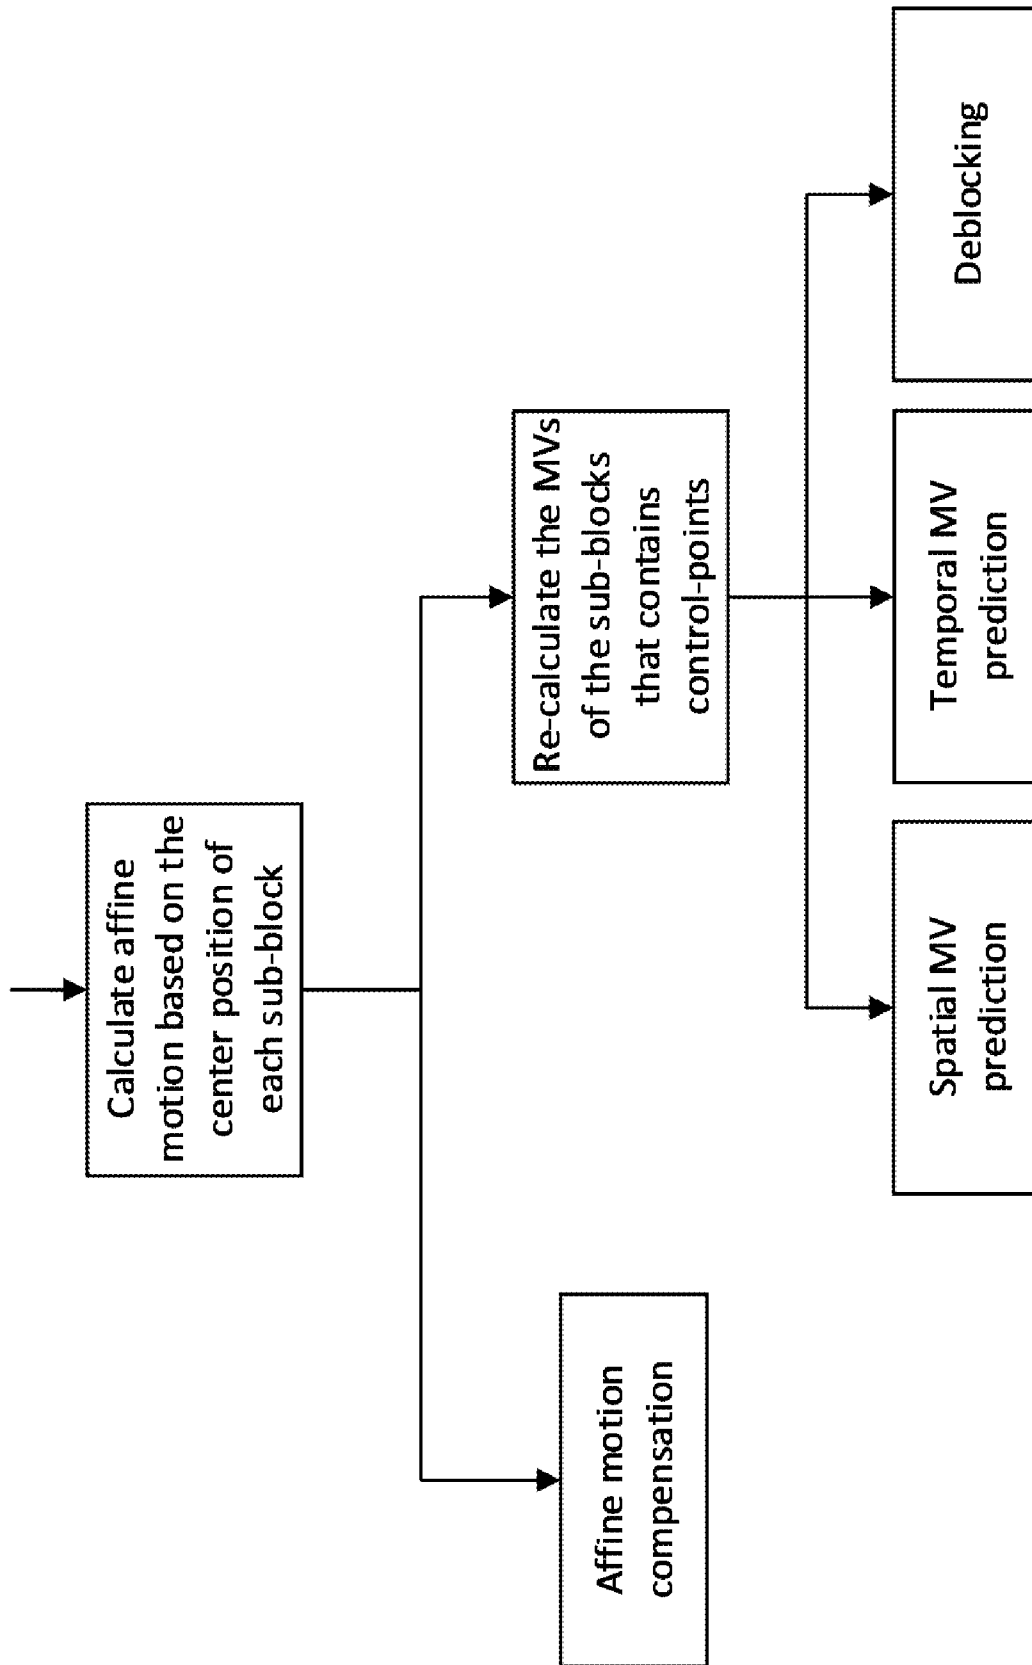 Calculate affine
motion based on the
center position of
each sub-block
Affine motion
compensation
Re-calculate the MVs
of the sub-blocks
that contains
control-points
Spatial MV
prediction
Temporal MV
prediction
Deblocking